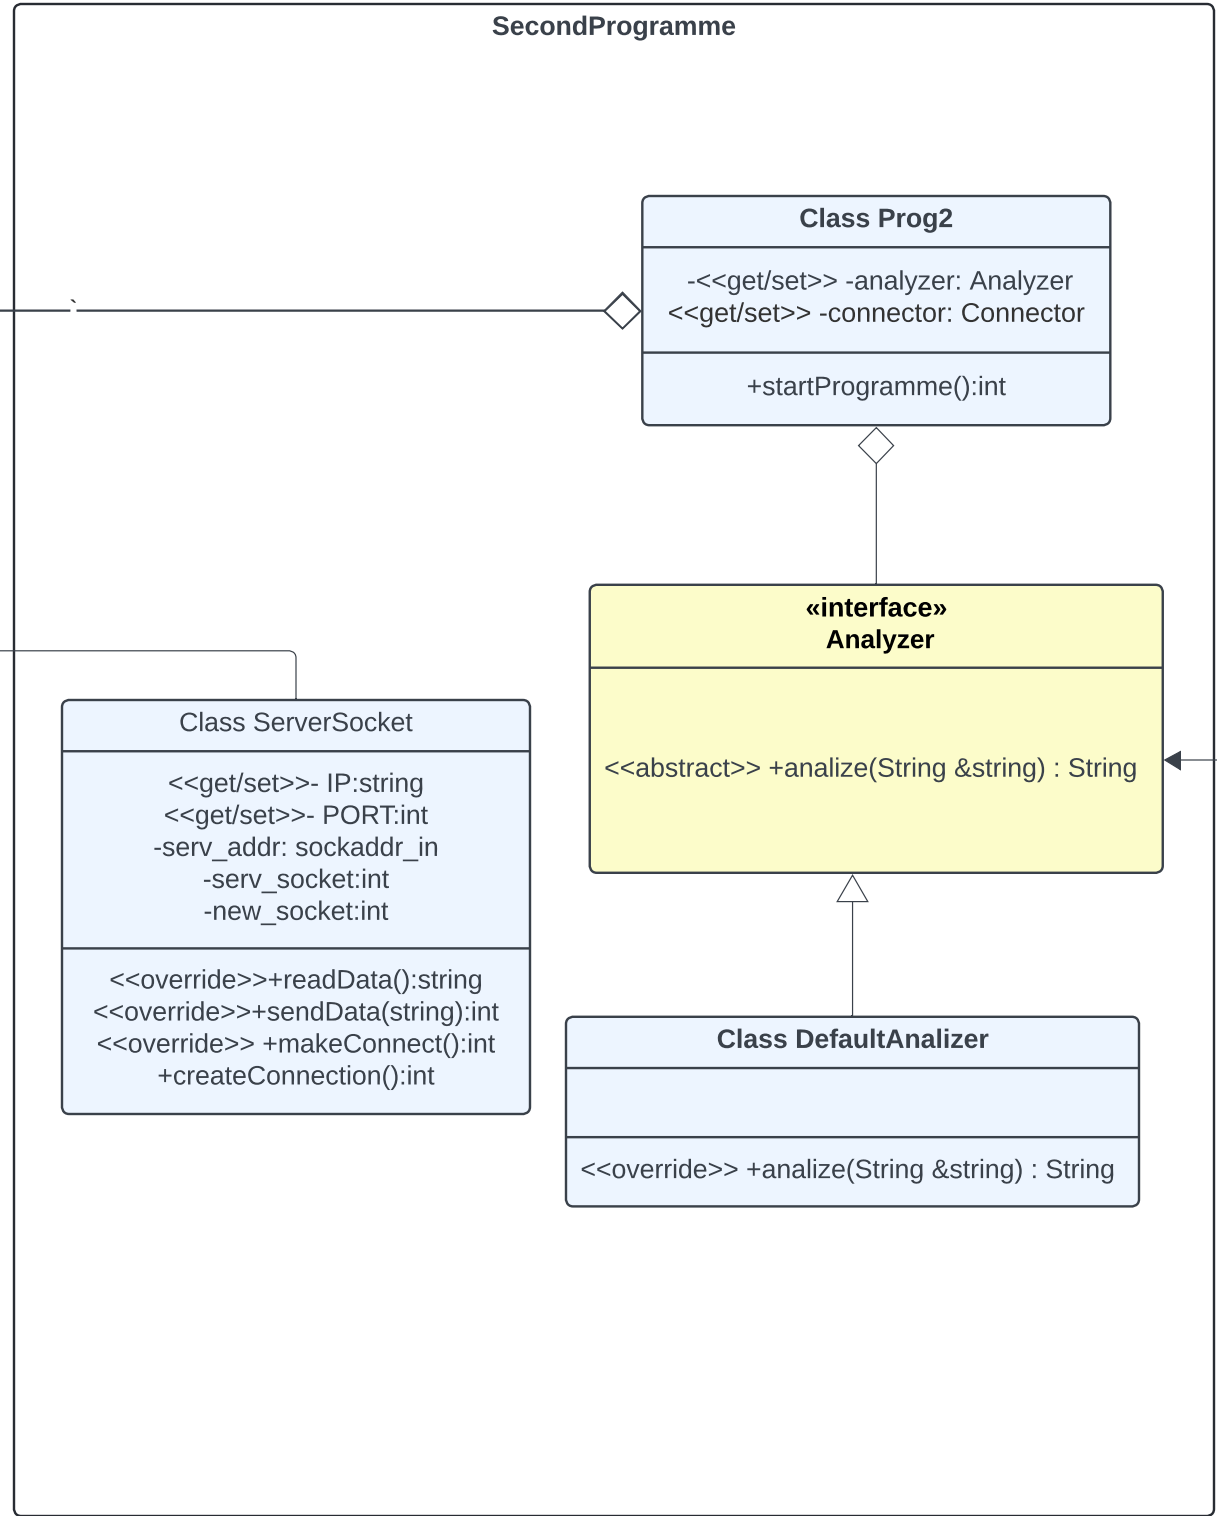 SecondProgramme
Class Prog2
-<<get/set>> -analyzer: Analyzer
<<get/set>> -connector: Connector
+startProgramme():int
`
«interface»
Analyzer
<<abstract>> +analize(String &string) : String
Class ServerSocket
<<get/set>>- IP:string
<<get/set>>- PORT:int
-serv_addr: sockaddr_in
-serv_socket:int
-new_socket:int
<<override>>+readData():string
<<override>>+sendData(string):int
<<override>> +makeConnect():int
+createConnection():int
Class DefaultAnalizer
<<override>> +analize(String &string) : String